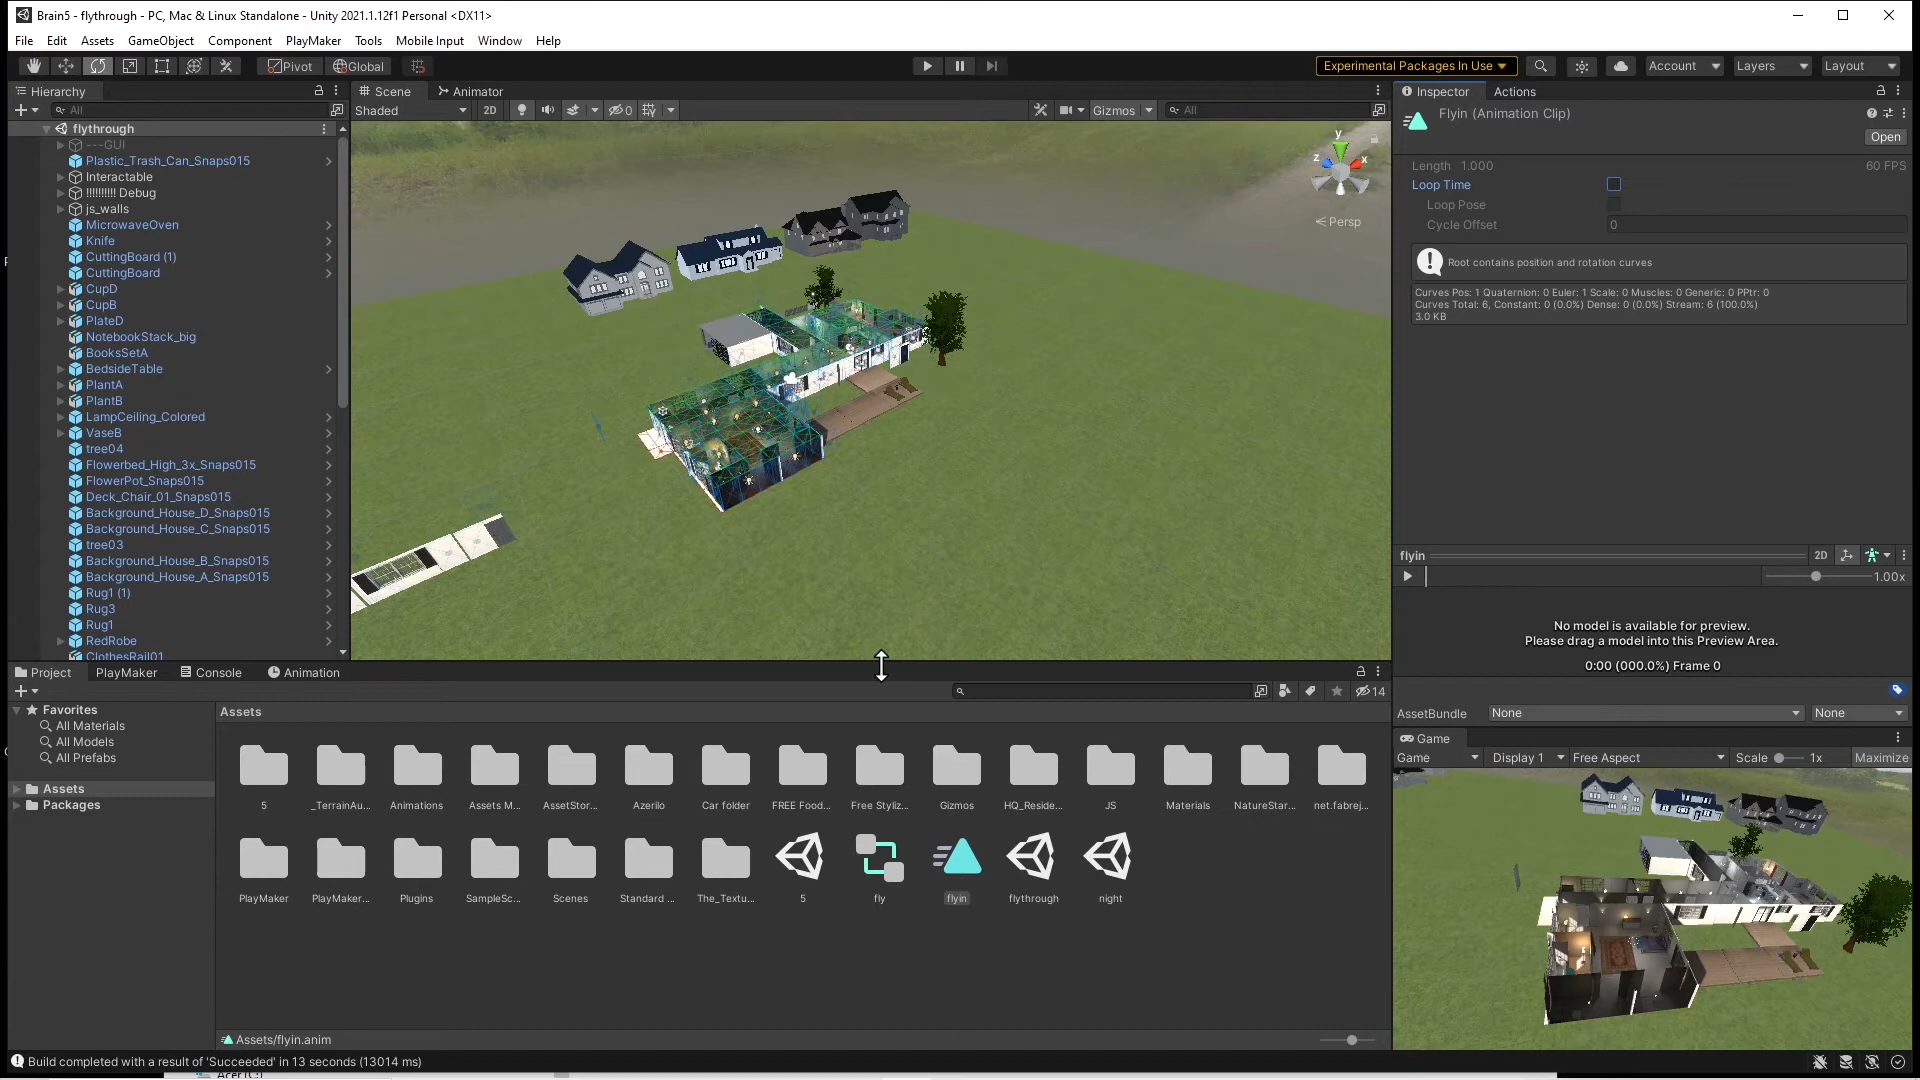 Brain5 - flythrough - PC, Mac & Linux Standalone - Unity 2021.1.12f1 Personal <DX11>
File Edit Assets GameObject Component PlayMaker Tools Mobile Input Window Help
Pivot Global Experimental Packages In Use Account Layers Layout
Hierarchy
All
flythrough
---GUI
Plastic_Trash_Can_Snaps015
Interactable
!!!!!!!!!! Debug
js_walls
MicrowaveOven
Knife
CuttingBoard (1)
CuttingBoard
CupD
CupB
PlateD
NotebookStack_big
BooksSetA
BedsideTable
PlantA
PlantB
LampCeiling_Colored
VaseB
tree04
Flowerbed_High_3x_Snaps015
FlowerPot_Snaps015
Deck_Chair_01_Snaps015
Background_House_D_Snaps015
Background_House_C_Snaps015
tree03
Background_House_B_Snaps015
Background_House_A_Snaps015
Rug1 (1)
Rug3
Rug1
RedRobe
ClothesRail01
Scene Animator
Shaded 2D 0 Gizmos All
y
z x
Persp
Inspector Actions
Flyin (Animation Clip)
Open
Length 1.000 60 FPS
Loop Time
Loop Pose
Cycle Offset 0
Root contains position and rotation curves
Curves Pos: 1 Quaternion: 0 Euler: 1 Scale: 0 Muscles: 0 Generic: 0 PPtr: 0
Curves Total: 6, Constant: 0 (0.0%) Dense: 0 (0.0%) Stream: 6 (100.0%)
3.0 KB
flyin 2D
1.00x
No model is available for preview.
Please drag a model into this Preview Area.
0:00 (000.0%) Frame 0
AssetBundle None None
Game
Game Display 1 Free Aspect Scale 1x Maximize
Project PlayMaker Console Animation
14
Favorites
All Materials
All Models
All Prefabs
Assets
Packages
Assets
5 _TerrainAu... Animations Assets M... AssetStor... Azerilo Car folder FREE Food... Free Styliz... Gizmos HQ_Reside... JS Materials NatureStar... net.fabrej...
PlayMaker PlayMaker... Plugins SampleSc... Scenes Standard ... The_Textu... 5 fly flyin flythrough night
Assets/flyin.anim
Build completed with a result of 'Succeeded' in 13 seconds (13014 ms)
Acer (C:)